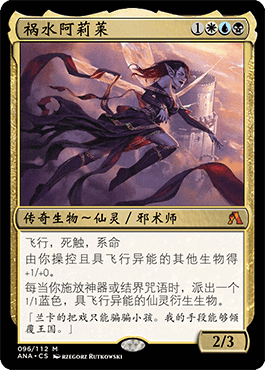 祸水阿莉莱 1
传奇生物～仙灵／邪术师
飞行，死触，系命
由你操控且具飞行异能的其他生物得
+1/+0。
每当你施放神器或结界咒语时，派出一个
1/1蓝色，具飞行异能的仙灵衍生生物。
「兰卡的把戏只能骗骗小孩。我的手段能够倾
覆王国。」
2/3
096/112 M
ANA • CS RZEGORZ RUTKOWSKI